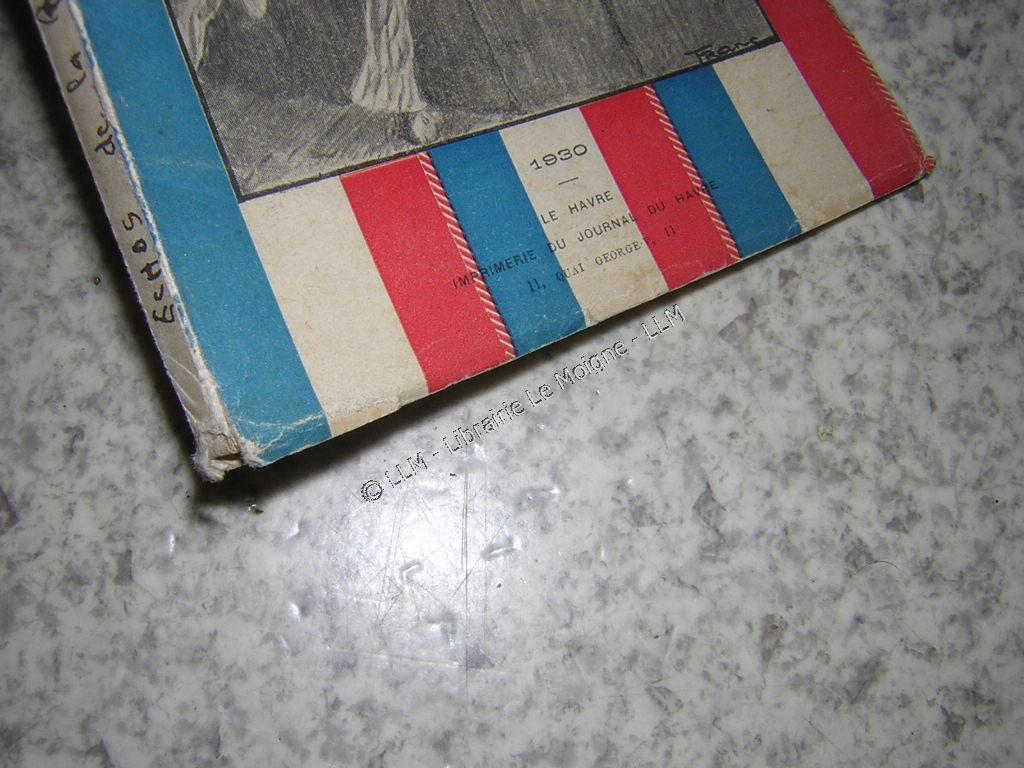 Echos de la
Franc
1930
LE HAVRE
IMPRIMERIE DU JOURNAL DU HAVRE
11, QUAI GEORGE-V, 11
© LLM - Librairie Le Moigne - LLM